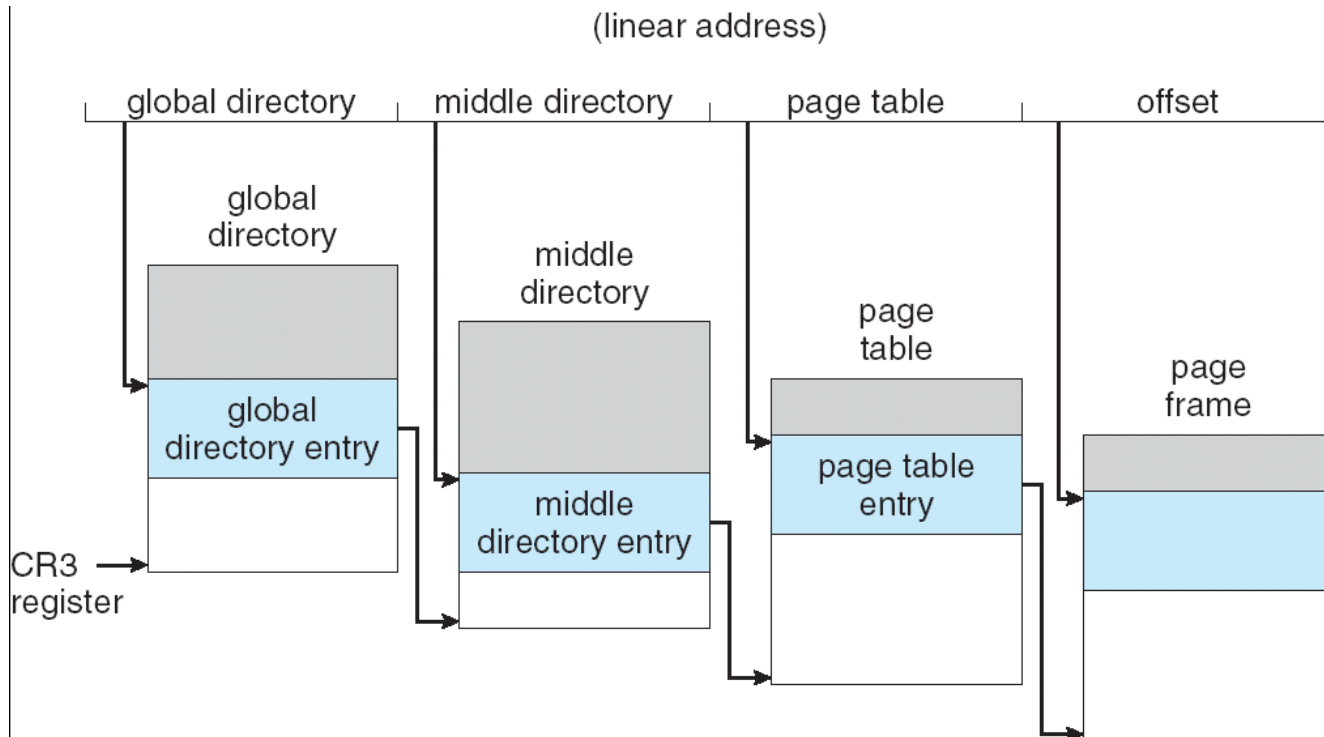 (linear address)
global directory
middle directory
page table
offset
global
directory
middle
directory
page
table
page
frame
global
directory entry
middle
directory entry
page table
entry
CR3
register